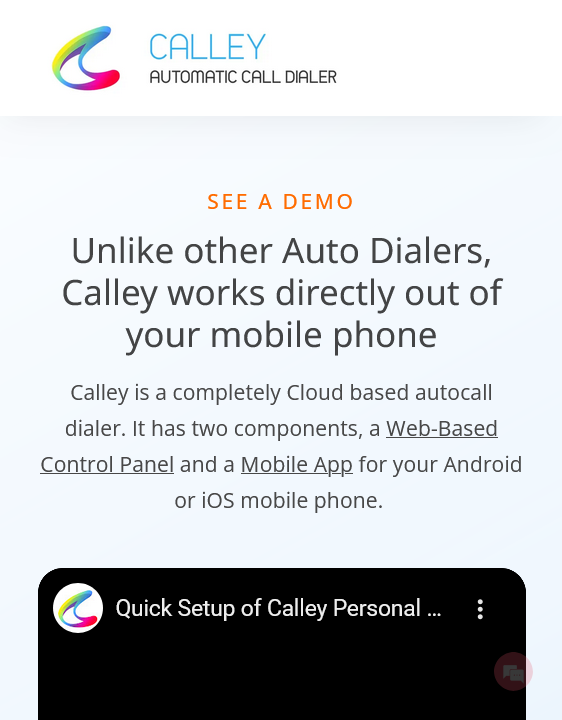 CALLEY
AUTOMATIC CALL DIALER
SEE A DEMO
Unlike other Auto Dialers,
Calley works directly out of
your mobile phone
Calley is a completely Cloud based autocall
dialer. It has two components, a Web-Based
Control Panel and a Mobile App for your Android
or iOS mobile phone.
Quick Setup of Calley Personal ...